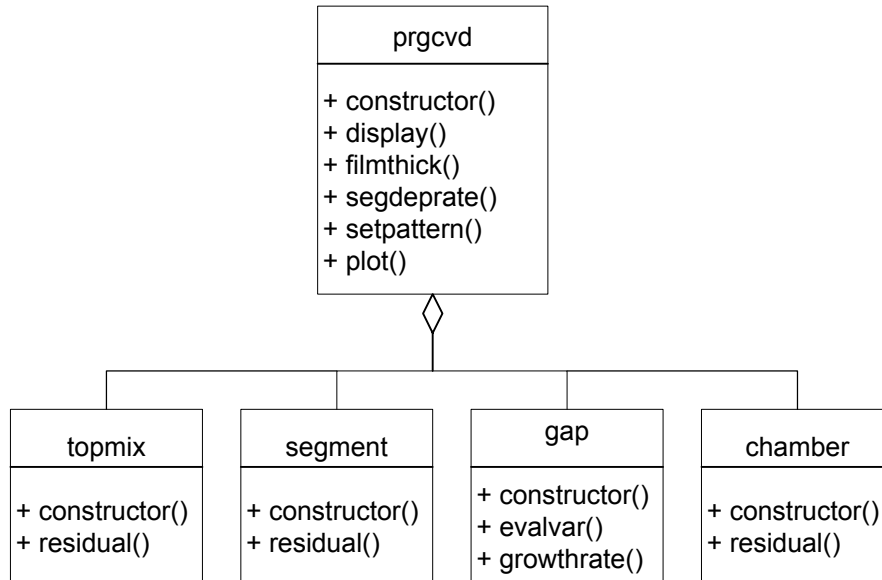 prgcvd
+ constructor()
+ display()
+ filmthick()
+ segdeprate()
+ setpattern()
+ plot()
topmix
+ constructor()
+ residual()
segment
+ constructor()
+ residual()
gap
+ constructor()
+ evalvar()
+ growthrate()
chamber
+ constructor()
+ residual()